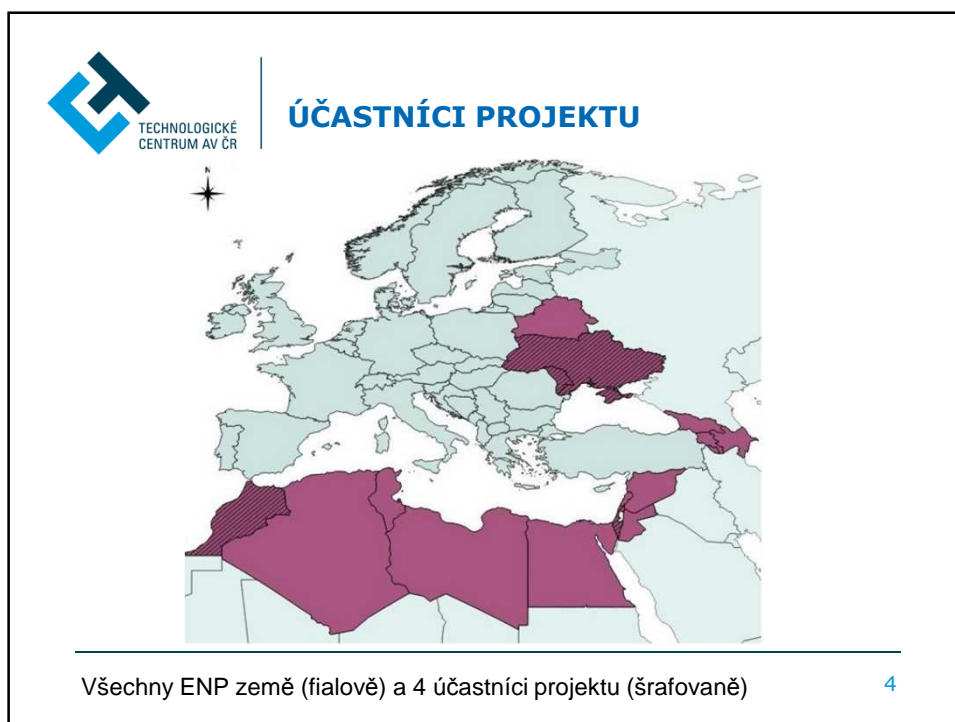 TECHNOLOGICKÉ
CENTRUM AV ČR
ÚČASTNÍCI PROJEKTU
N
Všechny ENP země (fialově) a 4 účastníci projektu (šrafovaně)
4